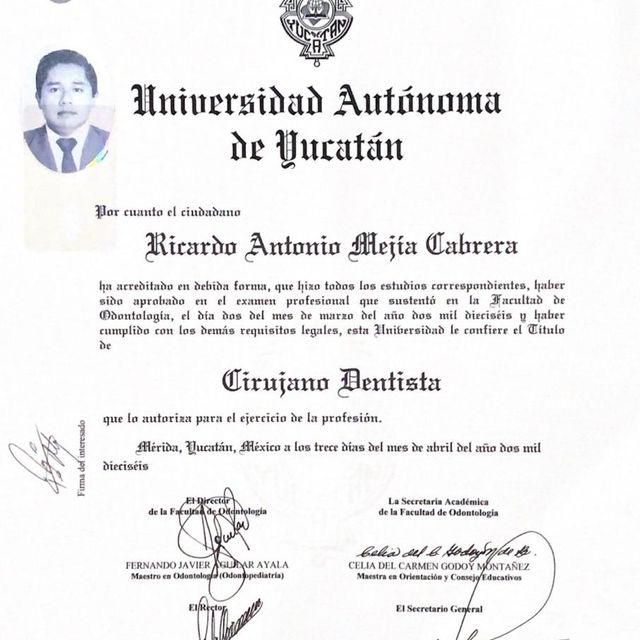 YUCATÁN
Universidad Autónoma
de Yucatán
Por cuanto el ciudadano
Ricardo Antonio Mejía Cabrera
ha acreditado en debida forma, que hizo todos los estudios correspondientes, haber
sido aprobado en el examen profesional que sustentó en la Facultad de
Odontología, el día dos del mes de marzo del año dos mil dieciséis y haber
cumplido con los demás requisitos legales, esta Universidad le confiere el Título
de
Cirujano Dentista
que lo autoriza para el ejercicio de la profesión.
Mérida, Yucatán, México a los trece días del mes de abril del año dos mil
dieciséis
Firma del interesado
El Director
de la Facultad de Odontología
FERNANDO JAVIER AGUILAR AYALA
Maestro en Odontología (Odontopediatría)
La Secretaria Académica
de la Facultad de Odontología
CELIA DEL CARMEN GODOY MONTAÑEZ
Maestra en Orientación y Consejo Educativos
El Rector
El Secretario General